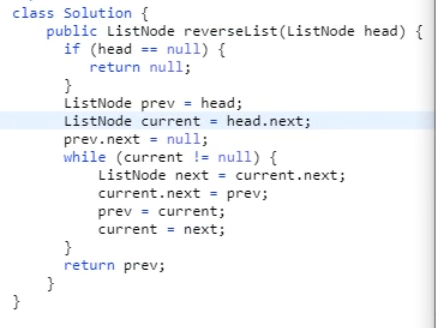 class Solution {
    public ListNode reverseList(ListNode head) {
      if (head == null) {
         return null;
      }
      ListNode prev = head;
      ListNode current = head.next;
      prev.next = null;
      while (current != null) {
          ListNode next = current.next;
          current.next = prev;
          prev = current;
          current = next;
      }
      return prev;
    }
}